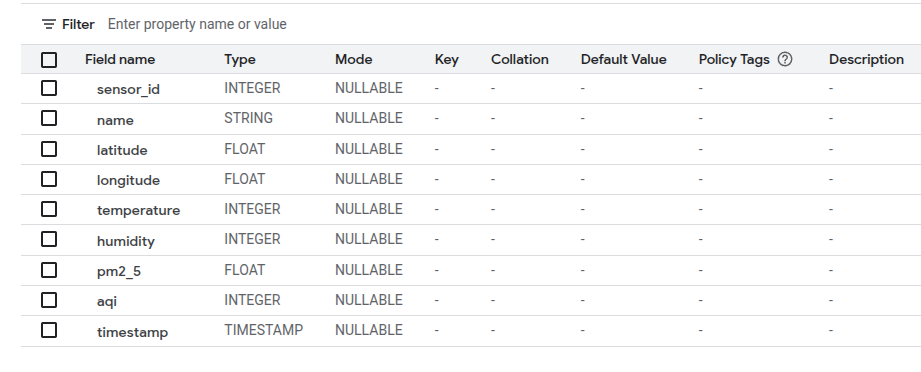 Filter Enter property name or value
Field name Type Mode Key Collation Default Value Policy Tags ? Description
sensor_id INTEGER NULLABLE - - - - -
name STRING NULLABLE - - - - -
latitude FLOAT NULLABLE - - - - -
longitude FLOAT NULLABLE - - - - -
temperature INTEGER NULLABLE - - - - -
humidity INTEGER NULLABLE - - - - -
pm2_5 FLOAT NULLABLE - - - - -
aqi INTEGER NULLABLE - - - - -
timestamp TIMESTAMP NULLABLE - - - - -